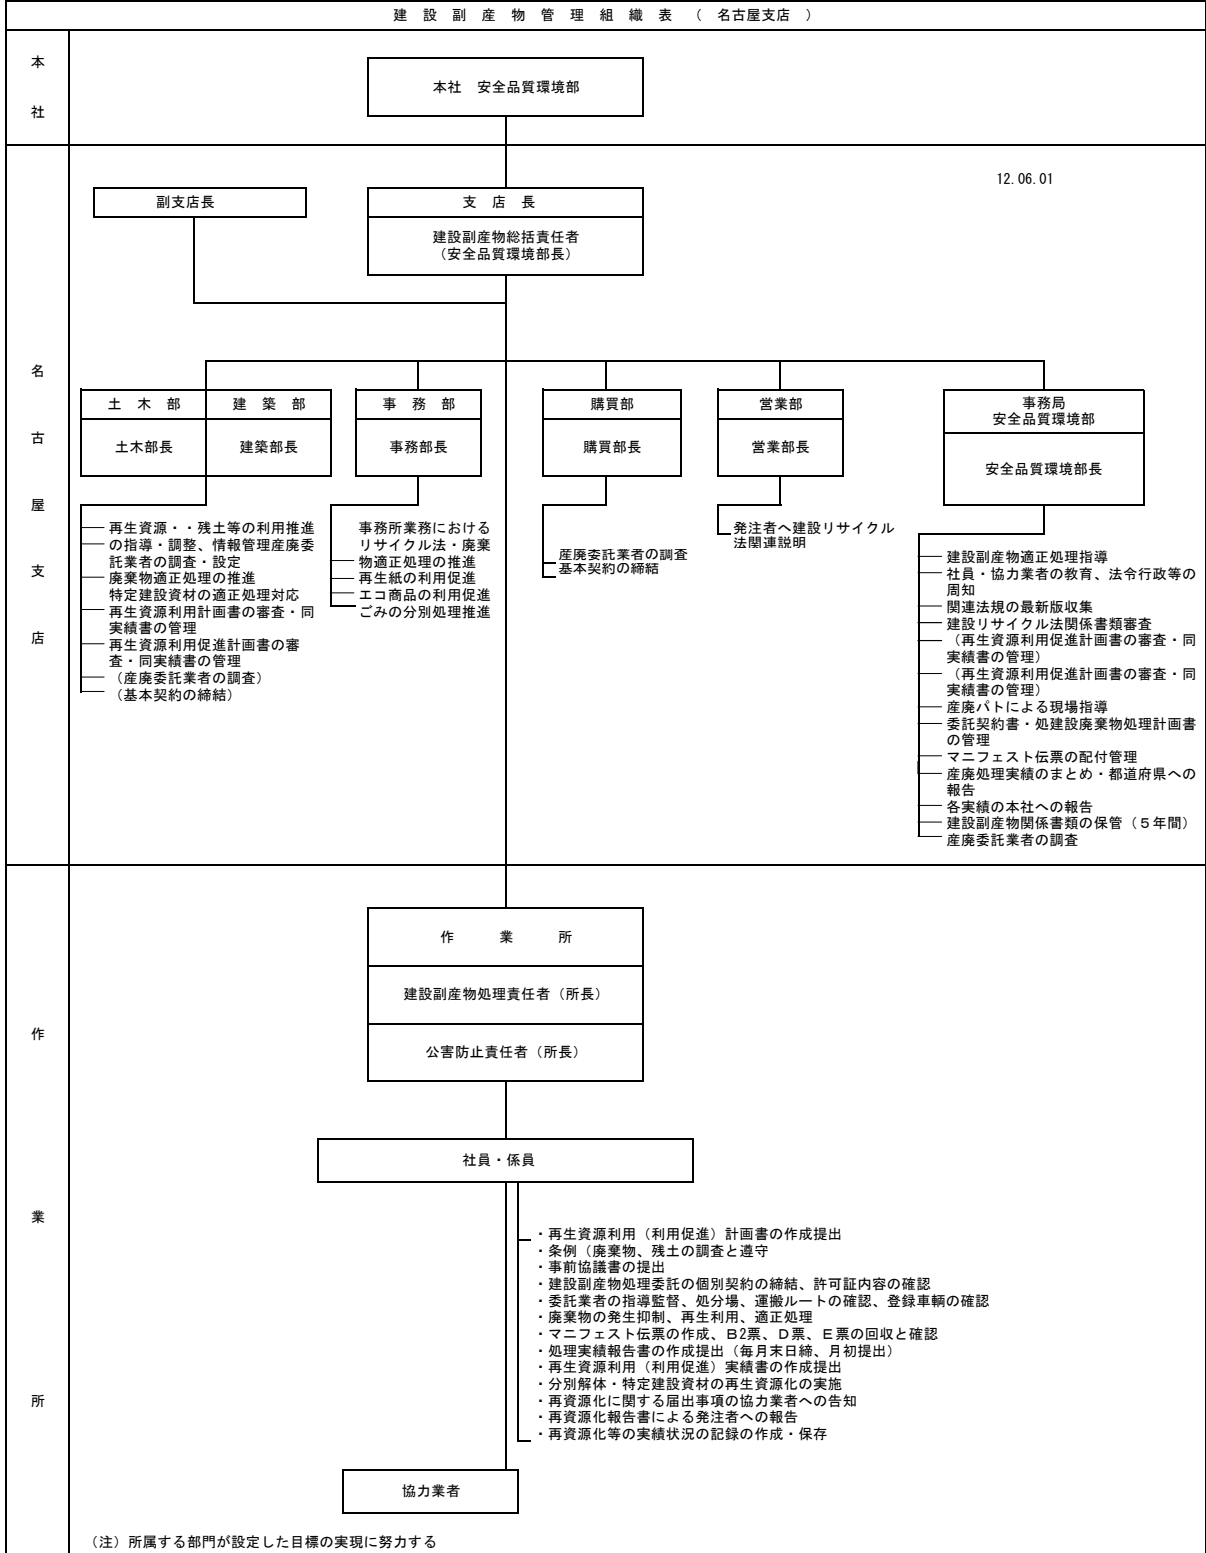 建 設 副 産 物 管 理 組 織 表 （ 名古屋支店 ）
本
社
本社 安全品質環境部
12.06.01
名
古
屋
支
店
副支店長
支 店 長
建設副産物総括責任者
（安全品質環境部長）
土 木 部
土木部長
建 築 部
建築部長
事 務 部
事務部長
購買部
購買部長
営業部
営業部長
事務局
安全品質環境部
安全品質環境部長
再生資源・・残土等の利用推進
の指導・調整、情報管理産廃委
託業者の調査・設定
廃棄物適正処理の推進
特定建設資材の適正処理対応
再生資源利用計画書の審査・同
実績書の管理
再生資源利用促進計画書の審
査・同実績書の管理
（産廃委託業者の調査）
（基本契約の締結）
事務所業務における
リサイクル法・廃棄
物適正処理の推進
再生紙の利用促進
エコ商品の利用促進
ごみの分別処理推進
産廃委託業者の調査
基本契約の締結
発注者へ建設リサイクル
法関連説明
建設副産物適正処理指導
社員・協力業者の教育、法令行政等の
周知
関連法規の最新版収集
建設リサイクル法関係書類審査
（再生資源利用促進計画書の審査・同
実績書の管理）
（再生資源利用促進計画書の審査・同
実績書の管理）
産廃パトによる現場指導
委託契約書・処建設廃棄物処理計画書
の管理
マニフェスト伝票の配付管理
産廃処理実績のまとめ・都道府県への
報告
各実績の本社への報告
建設副産物関係書類の保管（５年間）
産廃委託業者の調査
作
業
所
作 業 所
建設副産物処理責任者（所長）
公害防止責任者（所長）
社員・係員
・再生資源利用（利用促進）計画書の作成提出
・条例（廃棄物、残土の調査と遵守
・事前協議書の提出
・建設副産物処理委託の個別契約の締結、許可証内容の確認
・委託業者の指導監督、処分場、運搬ルートの確認、登録車輌の確認
・廃棄物の発生抑制、再生利用、適正処理
・マニフェスト伝票の作成、Ｂ2票、Ｄ票、Ｅ票の回収と確認
・処理実績報告書の作成提出（毎月末日締、月初提出）
・再生資源利用（利用促進）実績書の作成提出
・分別解体・特定建設資材の再生資源化の実施
・再資源化に関する届出事項の協力業者への告知
・再資源化報告書による発注者への報告
・再資源化等の実績状況の記録の作成・保存
協力業者
（注）所属する部門が設定した目標の実現に努力する